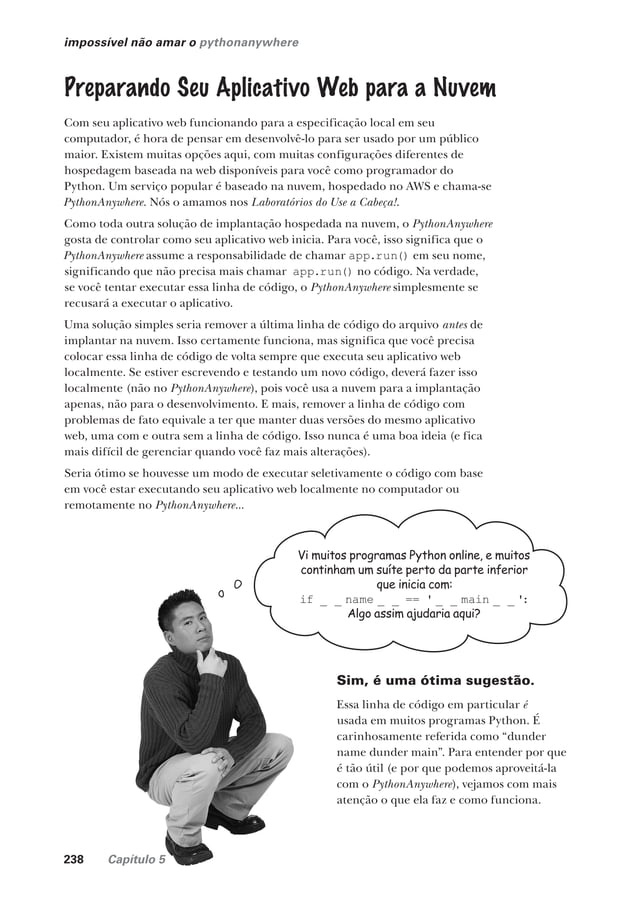 impossível não amar o pythonanywhere
Preparando Seu Aplicativo Web para a Nuvem
Com seu aplicativo web funcionando para a especificação local em seu
computador, é hora de pensar em desenvolvê-lo para ser usado por um público
maior. Existem muitas opções aqui, com muitas configurações diferentes de
hospedagem baseada na web disponíveis para você como programador do
Python. Um serviço popular é baseado na nuvem, hospedado no AWS e chama-se
PythonAnywhere. Nós o amamos nos Laboratórios do Use a Cabeça!.
Como toda outra solução de implantação hospedada na nuvem, o PythonAnywhere
gosta de controlar como seu aplicativo web inicia. Para você, isso significa que o
PythonAnywhere assume a responsabilidade de chamar app.run() em seu nome,
significando que não precisa mais chamar app.run() no código. Na verdade,
se você tentar executar essa linha de código, o PythonAnywhere simplesmente se
recusará a executar o aplicativo.
Uma solução simples seria remover a última linha de código do arquivo antes de
implantar na nuvem. Isso certamente funciona, mas significa que você precisa
colocar essa linha de código de volta sempre que executa seu aplicativo web
localmente. Se estiver escrevendo e testando um novo código, deverá fazer isso
localmente (não no PythonAnywhere), pois você usa a nuvem para a implantação
apenas, não para o desenvolvimento. E mais, remover a linha de código com
problemas de fato equivale a ter que manter duas versões do mesmo aplicativo
web, uma com e outra sem a linha de código. Isso nunca é uma boa ideia (e fica
mais difícil de gerenciar quando você faz mais alterações).
Seria ótimo se houvesse um modo de executar seletivamente o código com base
em você estar executando seu aplicativo web localmente no computador ou
remotamente no PythonAnywhere...
Vi muitos programas Python online, e muitos
continham um suíte perto da parte inferior
que inicia com:
if _ _ name _ _ == '_ _ main _ _':
Algo assim ajudaria aqui?
Sim, é uma ótima sugestão.
Essa linha de código em particular é
usada em muitos programas Python. É
carinhosamente referida como “dunder
name dunder main”. Para entender por que
é tão útil (e por que podemos aproveitá-la
com o PythonAnywhere), vejamos com mais
atenção o que ela faz e como funciona.
238 Capítulo 5